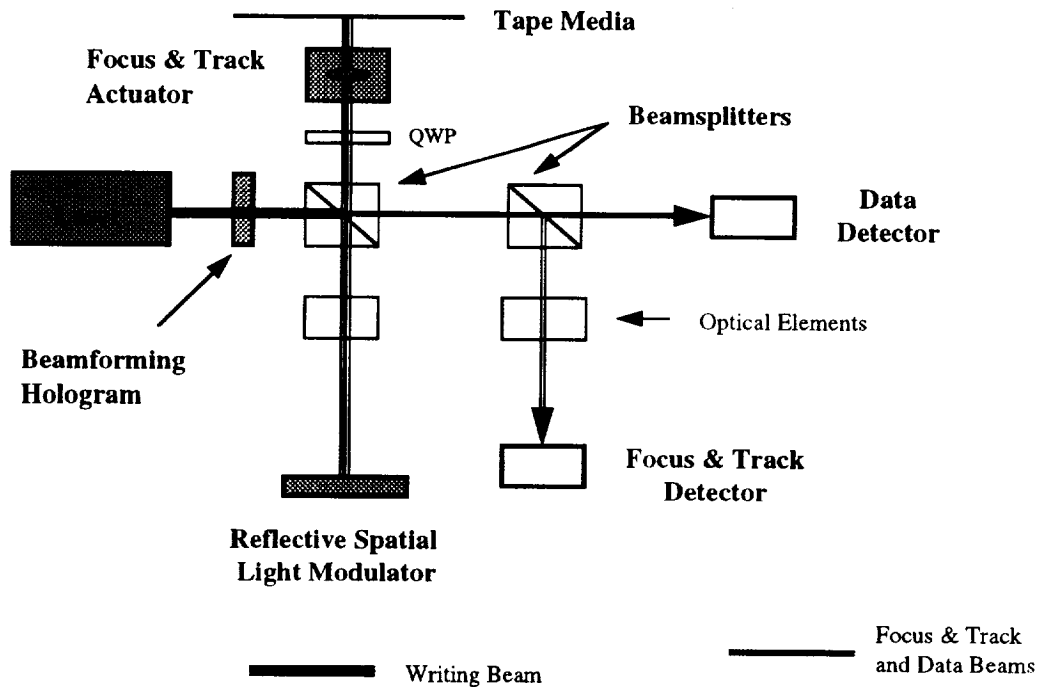 Tape Media
Focus & Track
Actuator
Beamsplitters
QWP
Data
Detector
Optical Elements
Beamforming
Hologram
Focus & Track
Detector
Reflective Spatial
Light Modulator
Focus & Track
and Data Beams
Writing Beam